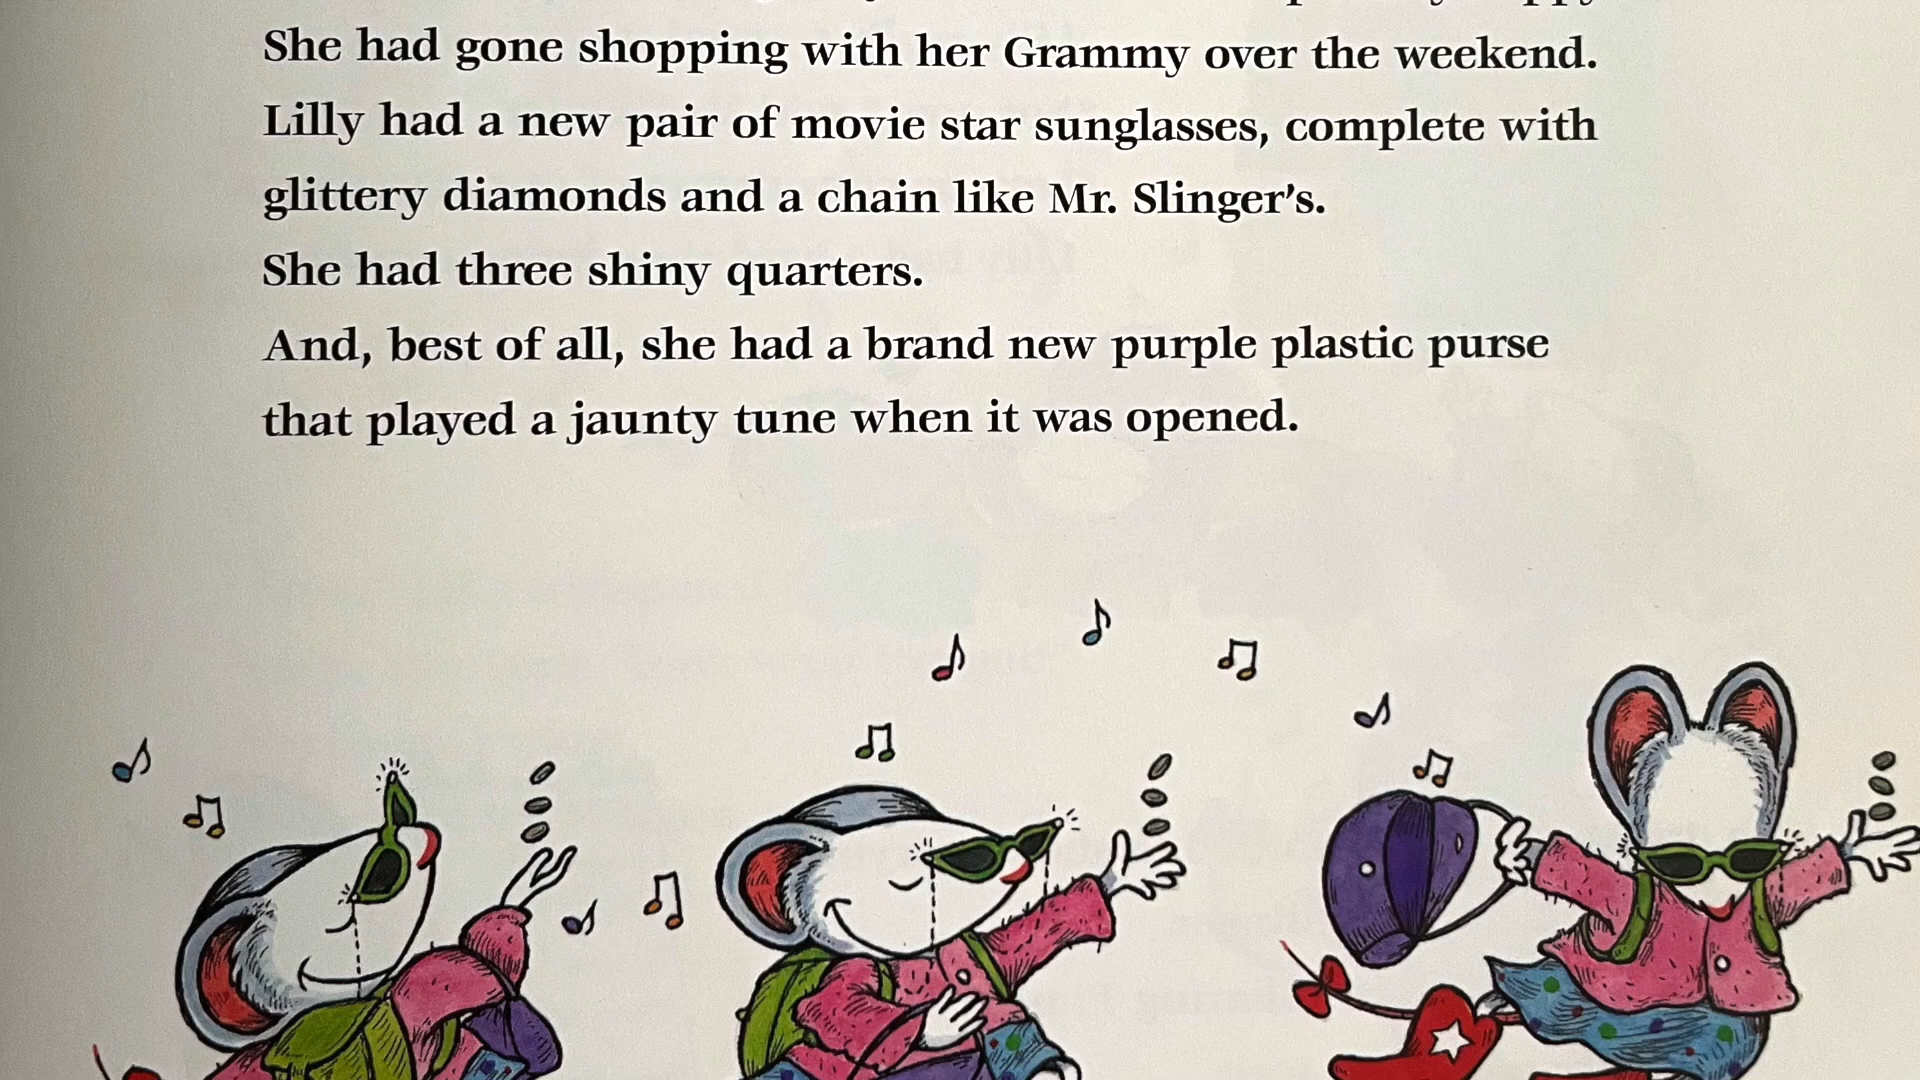 She had gone shopping with her Grammy over the weekend.
Lilly had a new pair of movie star sunglasses, complete with
glittery diamonds and a chain like Mr. Slinger's.
She had three shiny quarters.
And, best of all, she had a brand new purple plastic purse
that played a jaunty tune when it was opened.